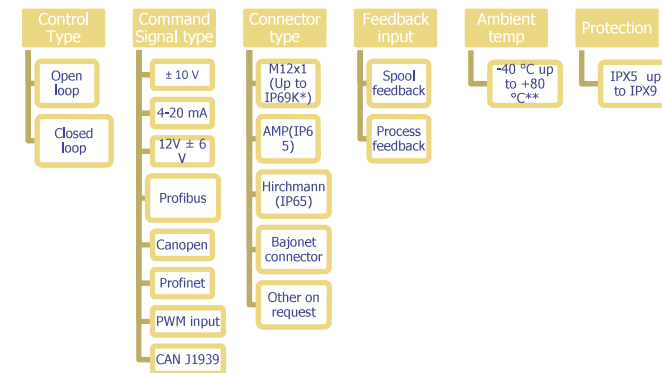 Control
Type
Open
loop
Closed
loop
Command
Signal type
± 10 V
4-20 mA
12V ± 6
V
Profibus
Canopen
Profinet
PWM input
CAN J1939
Connector
type
M12x1
(Up to
IP69K*)
AMP(IP6
5)
Hirchmann
(IP65)
Bajonet
connector
Other on
request
Feedback
input
Spool
feedback
Process
feedback
Ambient
temp
-40 °C up
to +80
°C**
Protection
IPX5 up
to IPX9